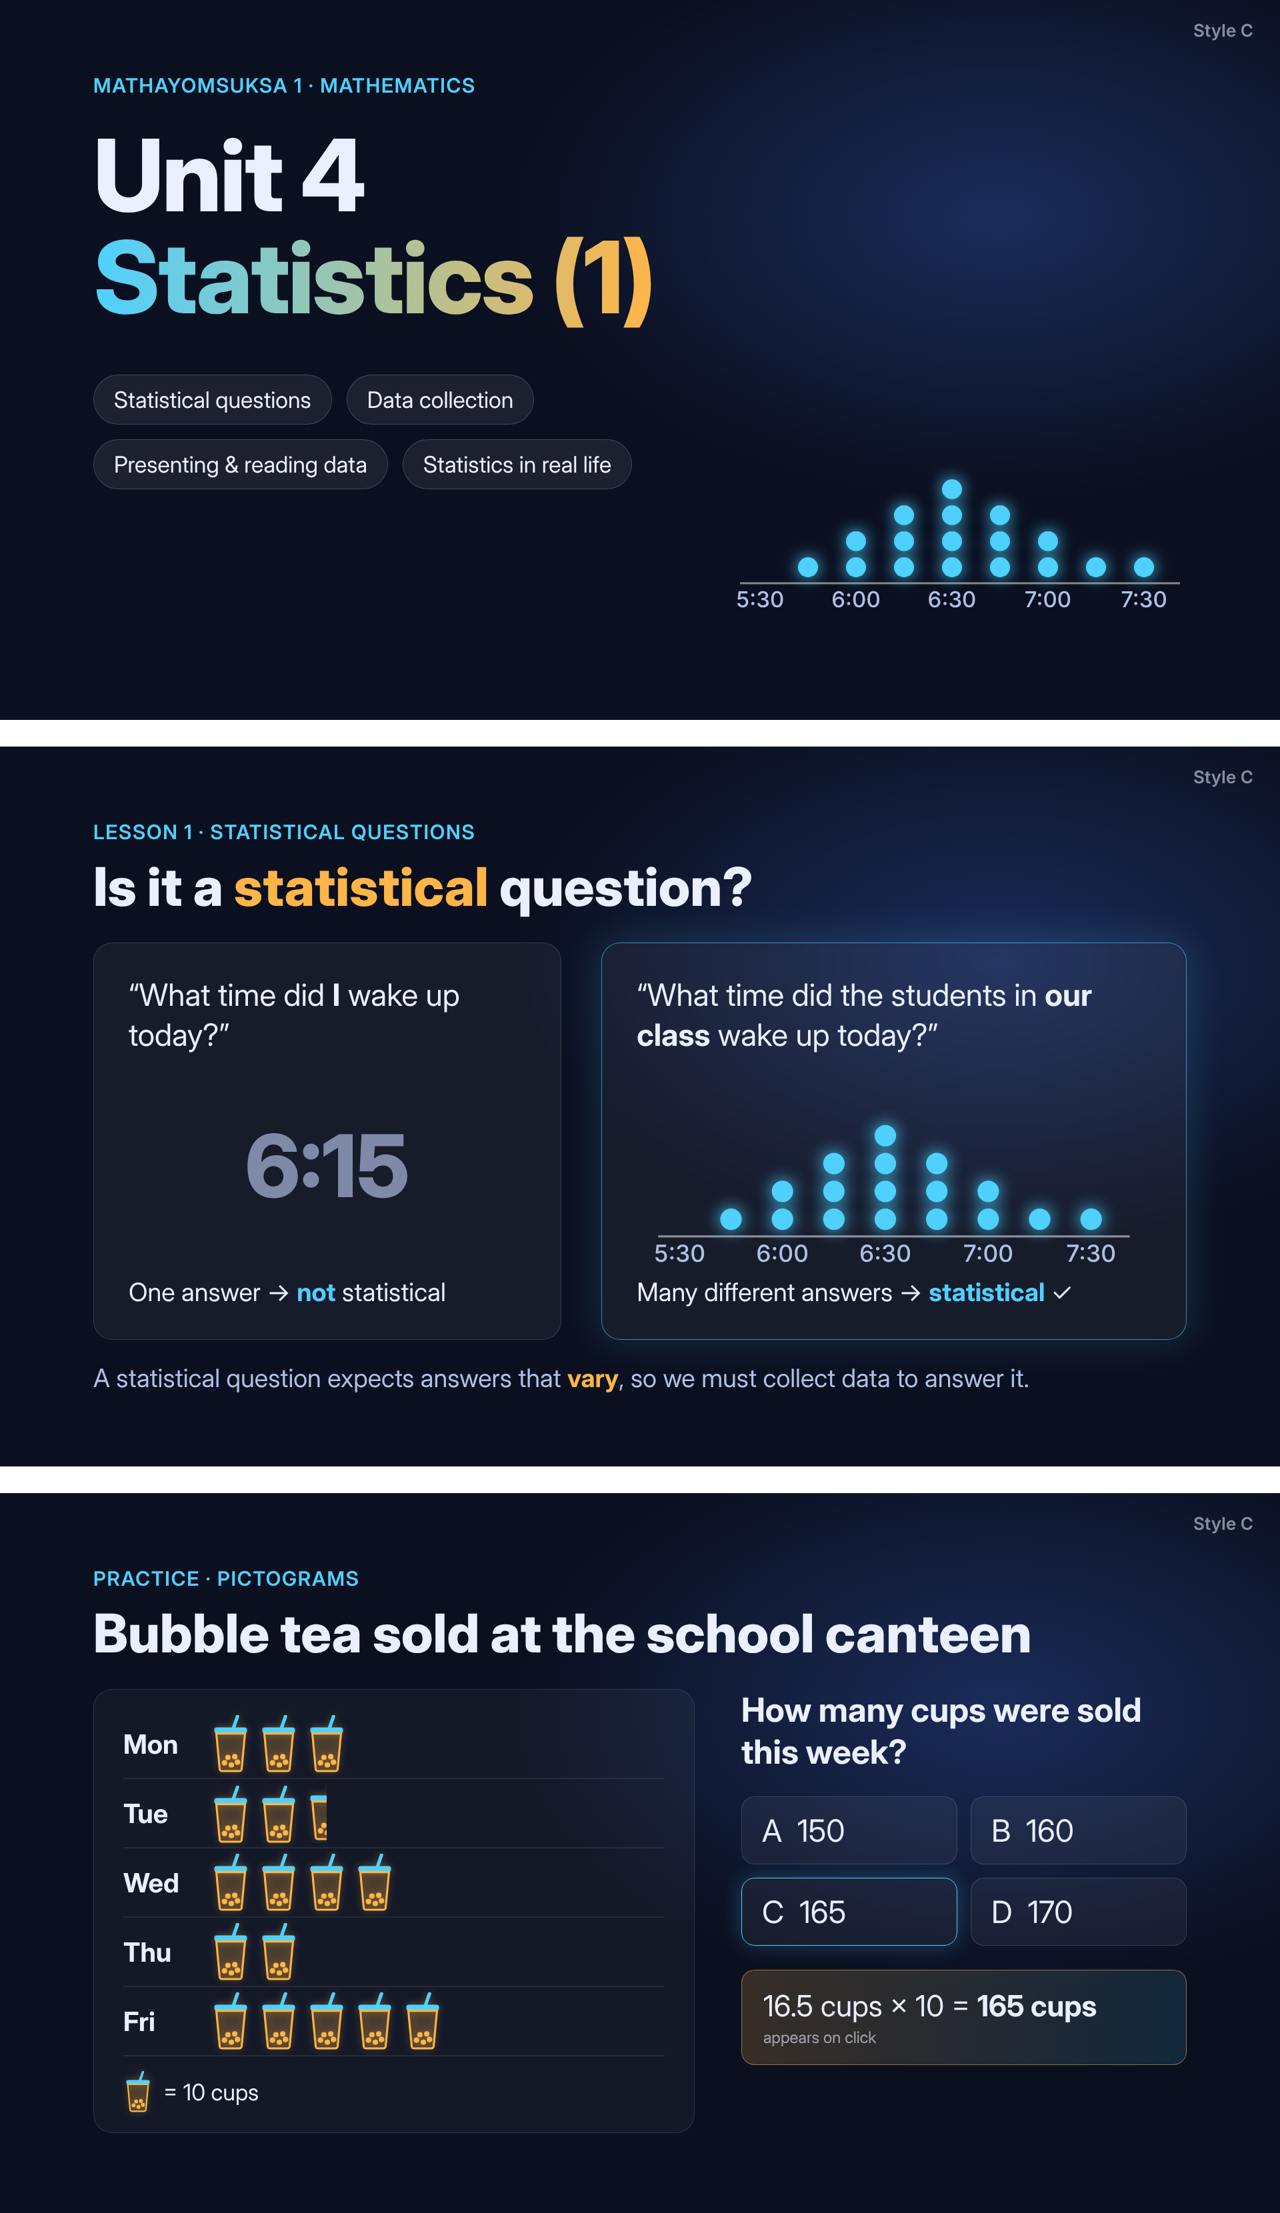 Style C
MATHAYOMSUKSA 1 · MATHEMATICS
Unit 4
Statistics (1)
Statistical questions
Data collection
Presenting & reading data
Statistics in real life
5:30 6:00 6:30 7:00 7:30
Style C
LESSON 1 · STATISTICAL QUESTIONS
Is it a statistical question?
“What time did I wake up
today?”
6:15
One answer → not statistical
“What time did the students in our
class wake up today?”
5:30 6:00 6:30 7:00 7:30
Many different answers → statistical ✓
A statistical question expects answers that vary, so we must collect data to answer it.
Style C
PRACTICE · PICTOGRAMS
Bubble tea sold at the school canteen
Mon
Tue
Wed
Thu
Fri
= 10 cups
How many cups were sold
this week?
A 150
B 160
C 165
D 170
16.5 cups × 10 = 165 cups
appears on click